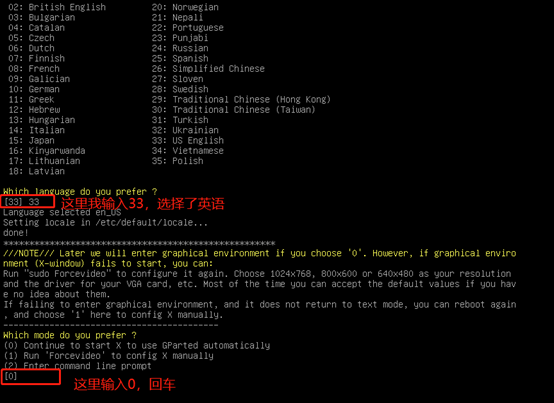 02: British English 20: Norwegian
03: Bulgarian 21: Nepali
04: Catalan 22: Portuguese
05: Czech 23: Punjabi
06: Dutch 24: Russian
07: Finnish 25: Spanish
08: French 26: Simplified Chinese
09: Galician 27: Sloven
10: German 28: Swedish
11: Greek 29: Traditional Chinese (Hong Kong)
12: Hebrew 30: Traditional Chinese (Taiwan)
13: Hungarian 31: Turkish
14: Italian 32: Ukrainian
15: Japan 33: US English
16: Kinyarwanda 34: Vietnamese
17: Lithuanian 35: Polish
18: Latvian
Which language do you prefer ?
[33] 33 这里我输入33，选择了英语
Language selected en_US
Setting locale in /etc/default/locale...
done!
*****************************************************
///NOTE/// Later we will enter graphical environment if you choose '0'. However, if graphical enviro
nment (X-window) fails to start, you can:
Run "sudo Forcevideo" to configure it again. Choose 1024x768, 800x600 or 640x480 as your resolution
and the driver for your VGA card, etc. Most of the time you can accept the default values if you hav
e no idea about them.
If failing to enter graphical environment, and it does not return to text mode, you can reboot again
, and choose '1' here to config X manually.
------------------------------------------
Which mode do you prefer ?
(0) Continue to start X to use GParted automatically
(1) Run 'Forcevideo' to config X manually
(2) Enter command line prompt
[0] 这里输入0，回车